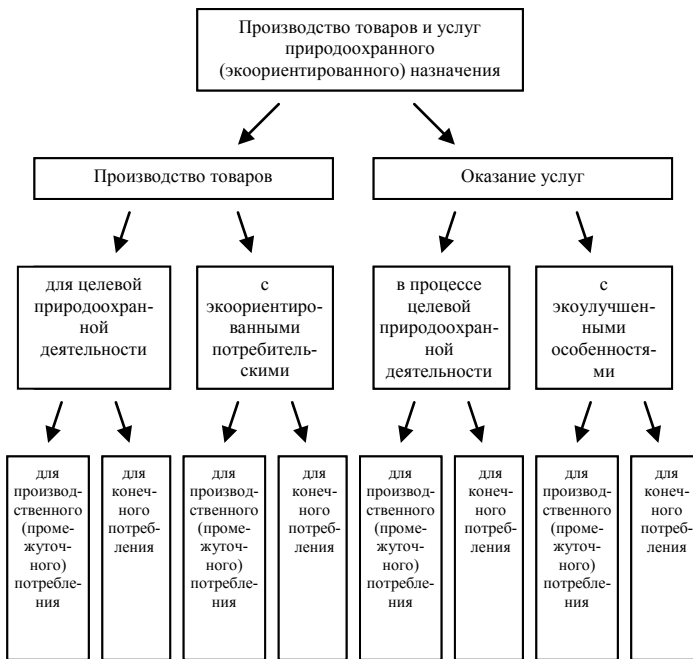 Производство товаров и услуг
природоохранного
(экоориентированного) назначения
Производство товаров
Оказание услуг
для целевой
природоохран-
ной
деятельности
с
экоориентиро-
ванными
потребитель-
скими
в процессе
целевой
природоохран-
ной
деятельности
с
экоулучшен-
ными
особенностя-
ми
для
производ-
ственного
(проме-
жуточ-
ного)
потребле-
ния
для
конеч-
ного
потреб-
ления
для
производ-
ственного
(проме-
жуточ-
ного)
потребле-
ния
для
конеч-
ного
потреб-
ления
для
производ-
ственного
(проме-
жуточ-
ного)
потребле-
ния
для
конеч-
ного
потреб-
ления
для
производ-
ственного
(проме-
жуточ-
ного)
потребле-
ния
для
конеч-
ного
потреб-
ления